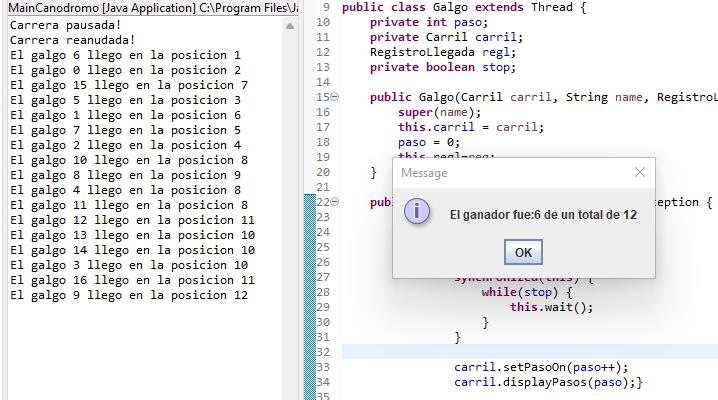 MainCanodromo [Java Application] C:\Program Files\Ja
Carrera pausada!
Carrera reanudada!
El galgo 6 llego en la posicion 1
El galgo 0 llego en la posicion 2
El galgo 15 llego en la posicion 7
El galgo 5 llego en la posicion 3
El galgo 1 llego en la posicion 6
El galgo 7 llego en la posicion 5
El galgo 2 llego en la posicion 4
El galgo 10 llego en la posicion 8
El galgo 8 llego en la posicion 9
El galgo 4 llego en la posicion 8
El galgo 11 llego en la posicion 8
El galgo 12 llego en la posicion 11
El galgo 13 llego en la posicion 10
El galgo 14 llego en la posicion 10
El galgo 3 llego en la posicion 10
El galgo 16 llego en la posicion 11
El galgo 9 llego en la posicion 12
9 public class Galgo extends Thread {
10 private int paso;
11 private Carril carril;
12 RegistroLlegada regl;
13 private boolean stop;
14
15 public Galgo(Carril carril, String name, RegistroL
16 super(name);
17 this.carril = carril;
18 paso = 0;
19 this.regl=reg;
20 }
21
22 pu ception {
23
24
25
26
27 synchronized(this) {
28 while(stop) {
29 this.wait();
30 }
31 }
32
33 carril.setPasoOn(paso++);
34 carril.displayPasos(paso);}
35
Message
El ganador fue:6 de un total de 12
OK